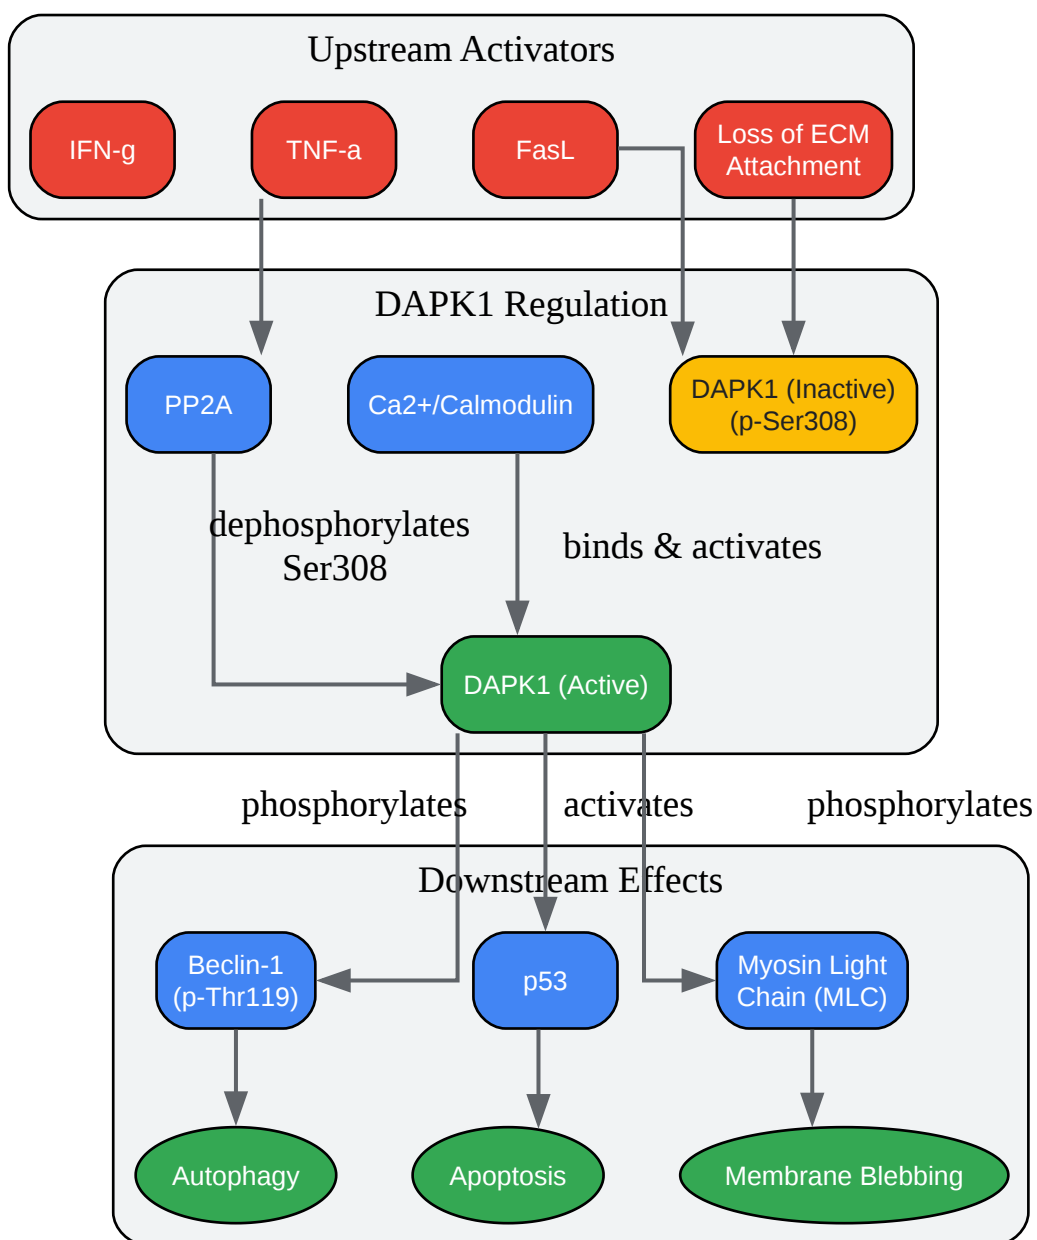 Upstream Activators
IFN-g
TNF-a
FasL
Loss of ECM
Attachment
DAPK1 Regulation
PP2A
Ca2+/Calmodulin
DAPK1 (Inactive)
(p-Ser308)
dephosphorylates
Ser308
binds & activates
DAPK1 (Active)
phosphorylates
activates
phosphorylates
Downstream Effects
Beclin-1
(p-Thr119)
p53
Myosin Light
Chain (MLC)
Autophagy
Apoptosis
Membrane Blebbing